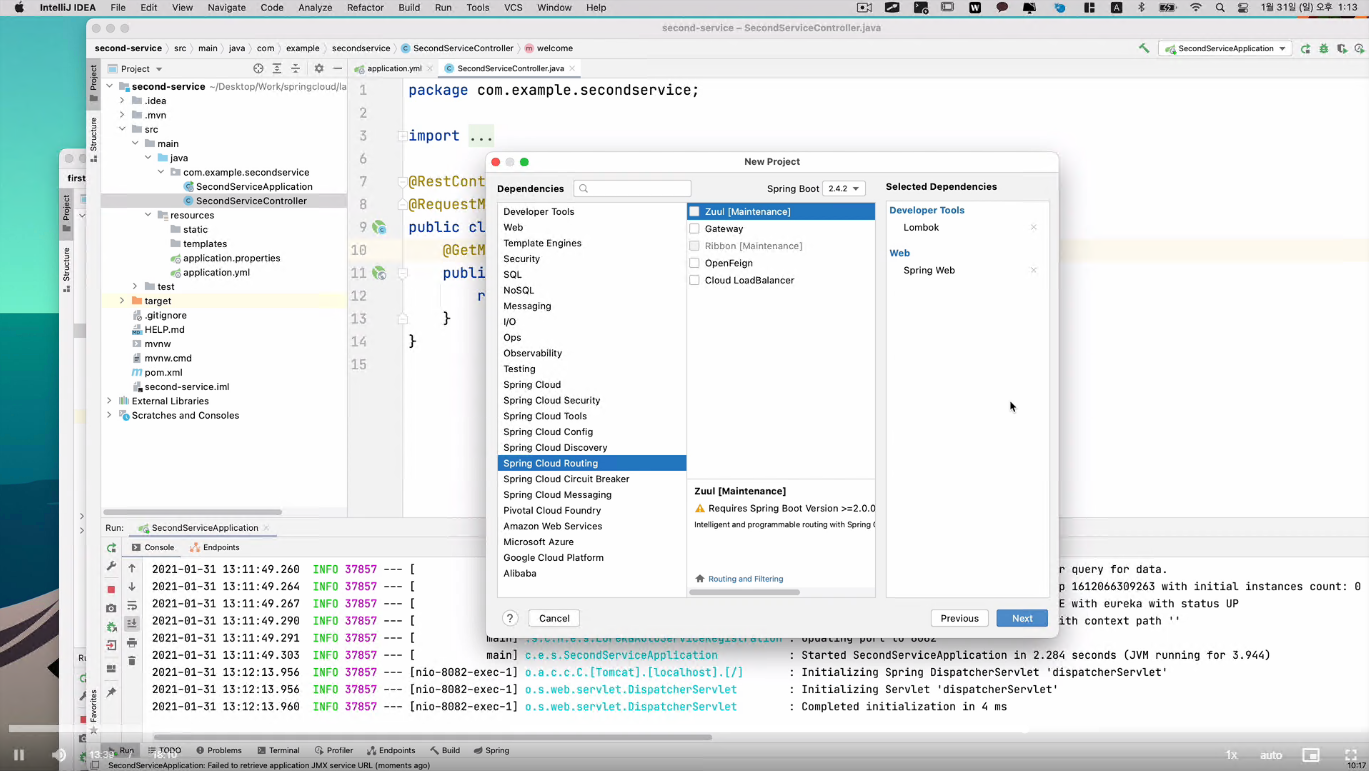 IntelliJ IDEA File Edit View Navigate Code Analyze Refactor Build Run Tools VCS Window Help 1월 31일 (일) 오후 1:13
second-service – SecondServiceController.java
second-service src main java com example secondservice SecondServiceController welcome SecondServiceApplication
Project application.yml SecondServiceController.java
second-service ~/Desktop/Work/springcloud/la
.idea
.mvn
src
main
java
com.example.secondservice
SecondServiceApplication
SecondServiceController
resources
static
templates
application.properties
application.yml
test
target
.gitignore
HELP.md
mvnw
mvnw.cmd
pom.xml
second-service.iml
External Libraries
Scratches and Consoles
Project
Structure
first
Project
Structure
Favorites
1 package com.example.secondservice;
2
3 import ...
6
7 @RestCont
8 @RequestM
9 public cl
10 @GetM
11 publi
12 r
13 }
14 }
15
New Project
Dependencies Spring Boot 2.4.2
Developer Tools
Web
Template Engines
Security
SQL
NoSQL
Messaging
I/O
Ops
Observability
Testing
Spring Cloud
Spring Cloud Security
Spring Cloud Tools
Spring Cloud Config
Spring Cloud Discovery
Spring Cloud Routing
Spring Cloud Circuit Breaker
Spring Cloud Messaging
Pivotal Cloud Foundry
Amazon Web Services
Microsoft Azure
Google Cloud Platform
Alibaba
Zuul [Maintenance]
Gateway
Ribbon [Maintenance]
OpenFeign
Cloud LoadBalancer
Zuul [Maintenance]
Requires Spring Boot Version >=2.0.0
Intelligent and programmable routing with Spring C
Routing and Filtering
Selected Dependencies
Developer Tools
Lombok
Web
Spring Web
? Cancel Previous Next
Run: SecondServiceApplication
Console Endpoints
2021-01-31 13:11:49.260 INFO 37857 --- [ r query for data.
2021-01-31 13:11:49.264 INFO 37857 --- [ p 1612066309263 with initial instances count: 0
2021-01-31 13:11:49.267 INFO 37857 --- [ E with eureka with status UP
2021-01-31 13:11:49.290 INFO 37857 --- [ with context path ''
2021-01-31 13:11:49.291 INFO 37857 --- [ main] .s.c.n.e.s.EurekaAutoServiceRegistration : Updating port to 8082
2021-01-31 13:11:49.303 INFO 37857 --- [ main] c.e.s.SecondServiceApplication : Started SecondServiceApplication in 2.284 seconds (JVM running for 3.944)
2021-01-31 13:12:13.956 INFO 37857 --- [nio-8082-exec-1] o.a.c.c.C.[Tomcat].[localhost].[/] : Initializing Spring DispatcherServlet 'dispatcherServlet'
2021-01-31 13:12:13.956 INFO 37857 --- [nio-8082-exec-1] o.s.web.servlet.DispatcherServlet : Initializing Servlet 'dispatcherServlet'
2021-01-31 13:12:13.960 INFO 37857 --- [nio-8082-exec-1] o.s.web.servlet.DispatcherServlet : Completed initialization in 4 ms
Run TODO Problems Terminal Profiler Endpoints Build Spring
1x auto
SecondServiceApplication: Failed to retrieve application JMX service URL (moments ago) 10:17